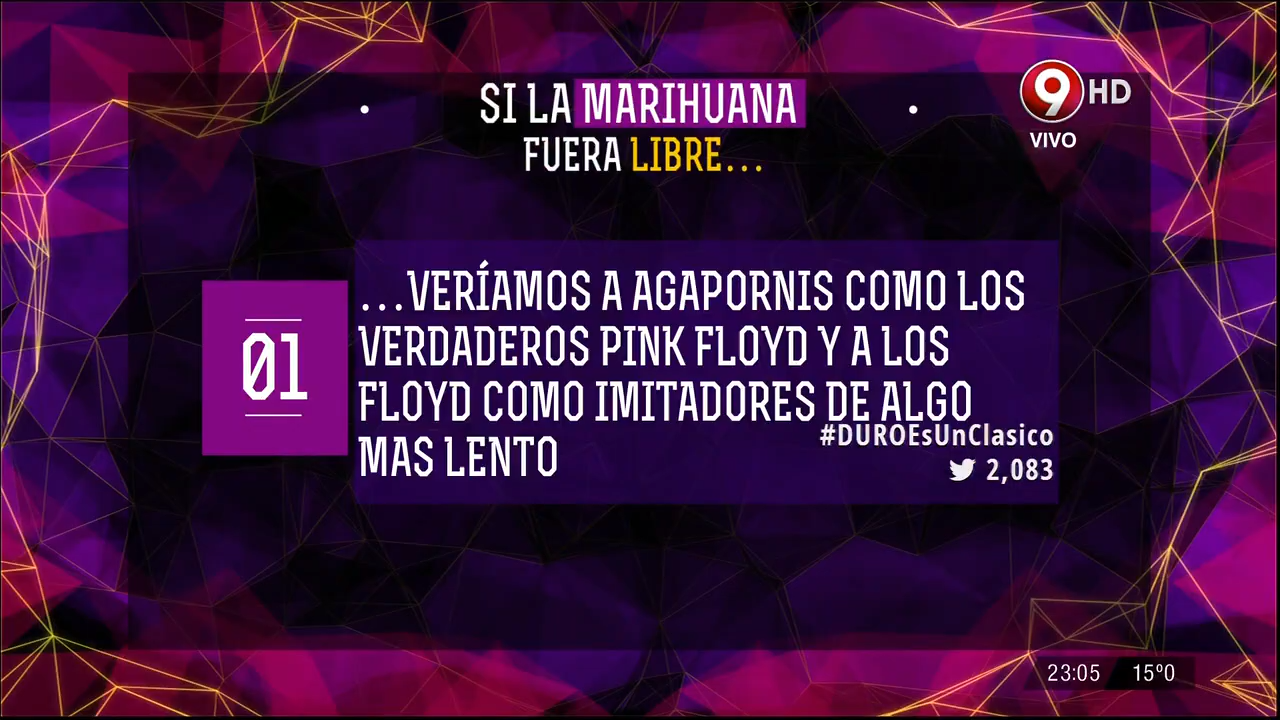 SI LA MARIHUANA
FUERA LIBRE...
9 HD
VIVO
01
...VERÍAMOS A AGAPORNIS COMO LOS
VERDADEROS PINK FLOYD Y A LOS
FLOYD COMO IMITADORES DE ALGO
MAS LENTO
#DUROEsUnClasico
2,083
23:05 15º0